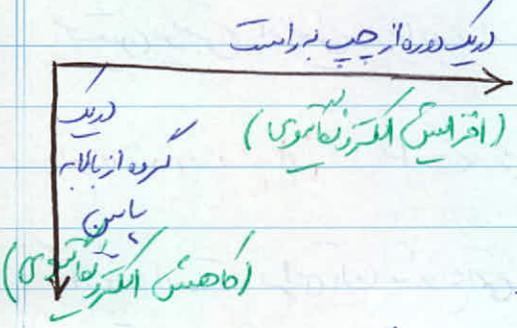 در یک دوره از چپ به راست
(افزایش الکترونگاتیوی)
در یک
گروه از بالا به
پایین
(کاهش الکترونگاتیوی)